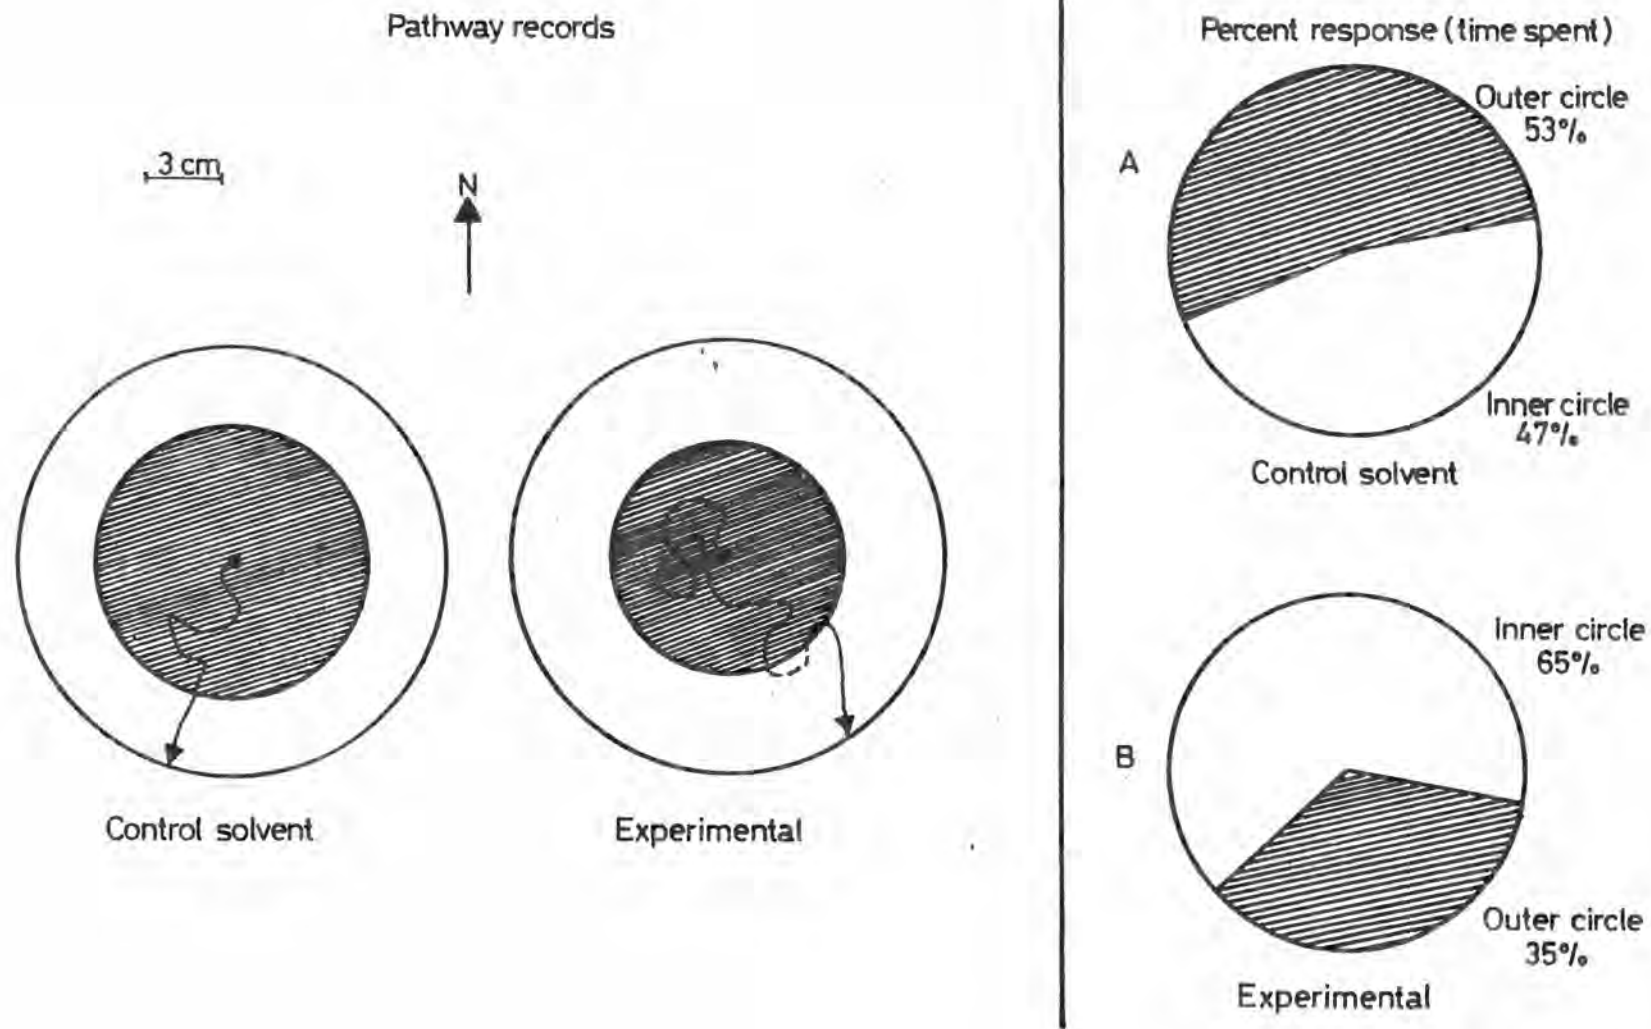 Pathway records
3 cm
N
Control solvent
Experimental
Percent response (time spent)
A
Outer circle
53%
Inner circle
47%
Control solvent
B
Inner circle
65%
Outer circle
35%
Experimental